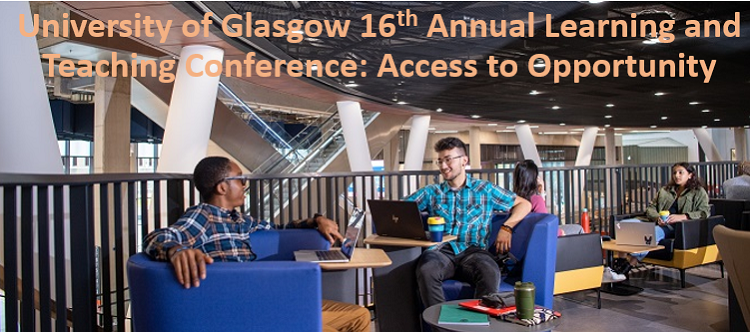 University of Glasgow 16th Annual Learning and
Teaching Conference: Access to Opportunity